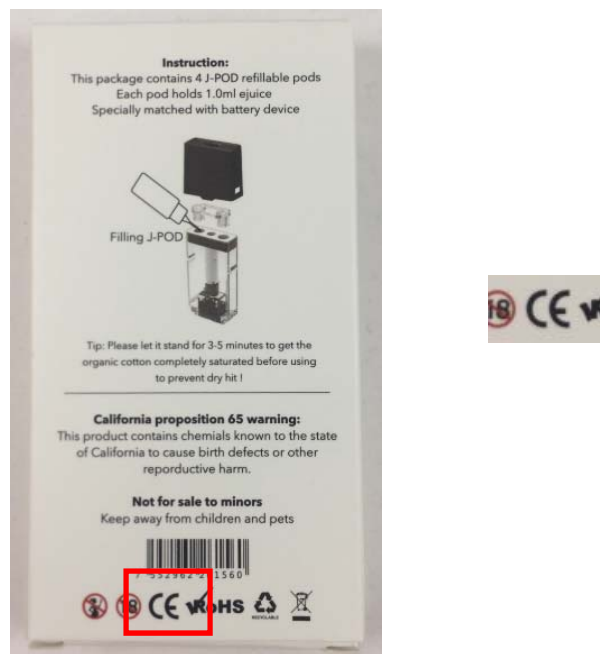 Instruction:
This package contains 4 J-POD refillable pods
Each pod holds 1.0ml ejuice
Specially matched with battery device
Filling J-POD
Tip: Please let it stand for 3-5 minutes to get the
organic cotton completely saturated before using
to prevent dry hit !
California proposition 65 warning:
This product contains chemials known to the state
of California to cause birth defects or other
reporductive harm.
Not for sale to minors
Keep away from children and pets
18 CE RoHS
RECYCLABLE
18 CE